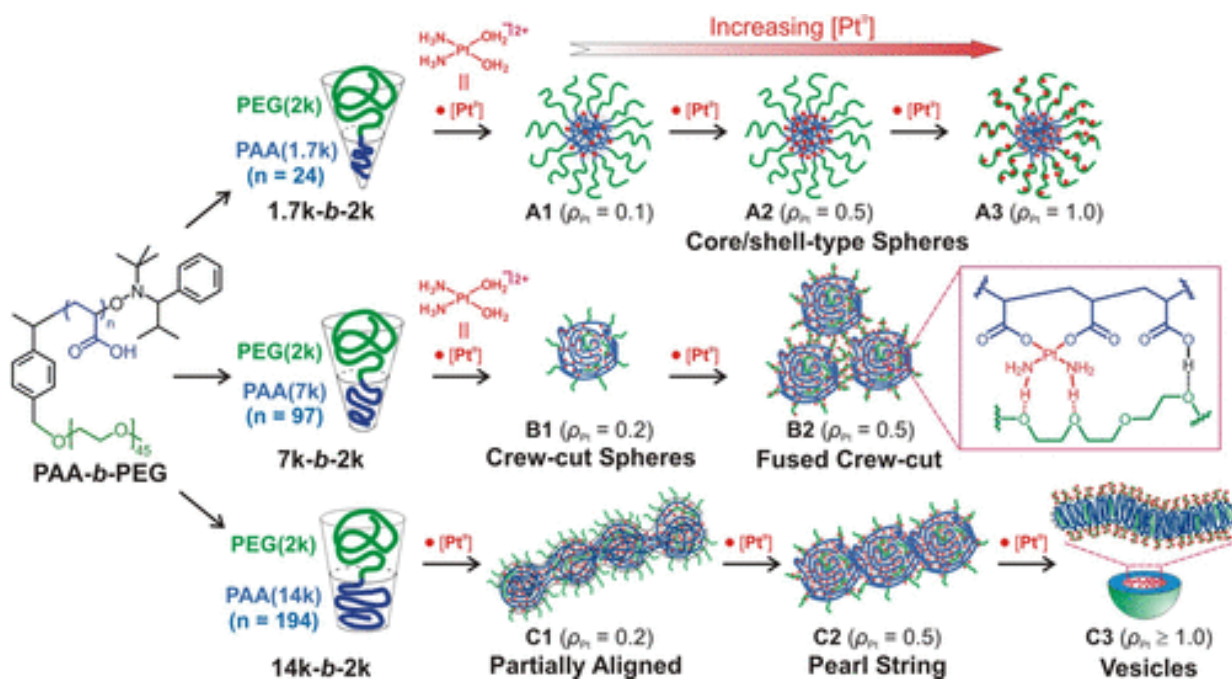 Increasing [Ptᴵᴵ]
H₃N OH₂ ⁻|2+
H₃N Pt OH₂
||
• [Ptᴵᴵ]
• [Ptᴵᴵ]
• [Ptᴵᴵ]
PEG(2k)
PAA(1.7k)
(n = 24)
1.7k-b-2k
A1 (ρPt = 0.1)
A2 (ρPt = 0.5)
A3 (ρPt = 1.0)
Core/shell-type Spheres
N
O
n
O
OH
O
O
45
PAA-b-PEG
H₃N OH₂ ⁻|2+
H₃N Pt OH₂
||
• [Ptᴵᴵ]
• [Ptᴵᴵ]
PEG(2k)
PAA(7k)
(n = 97)
7k-b-2k
B1 (ρPt = 0.2)
Crew-cut Spheres
B2 (ρPt = 0.5)
Fused Crew-cut
O O O O O O
Pt
H₂N NH₂ H
H H
O O O O
PEG(2k)
PAA(14k)
(n = 194)
14k-b-2k
• [Ptᴵᴵ]
• [Ptᴵᴵ]
• [Ptᴵᴵ]
C1 (ρPt = 0.2)
Partially Aligned
C2 (ρPt = 0.5)
Pearl String
C3 (ρPt ≥ 1.0)
Vesicles